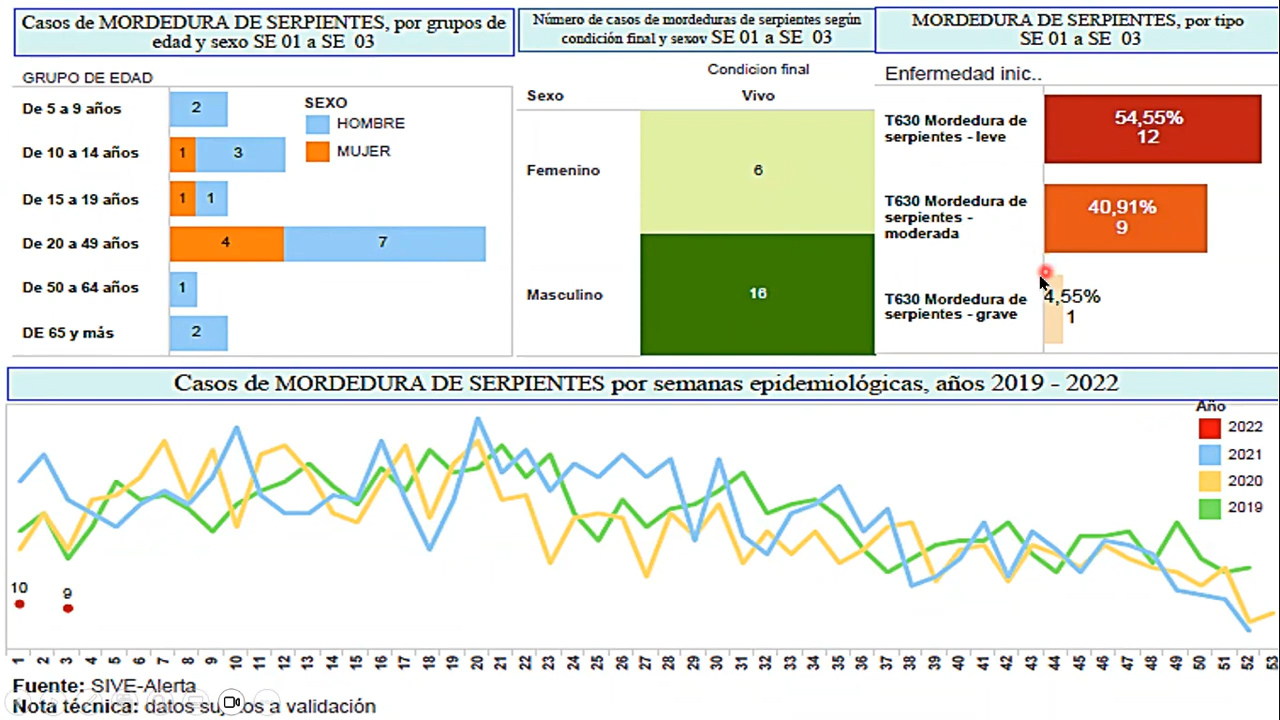 Casos de MORDEDURA DE SERPIENTES, por grupos de
edad y sexo SE 01 a SE 03
GRUPO DE EDAD
De 5 a 9 años
2
De 10 a 14 años
1
3
De 15 a 19 años
1
1
De 20 a 49 años
4
7
De 50 a 64 años
1
DE 65 y más
2
SEXO
HOMBRE
MUJER
Número de casos de mordeduras de serpientes según
condición final y sexov SE 01 a SE 03
Condicion final
Sexo
Vivo
Femenino
6
Masculino
16
MORDEDURA DE SERPIENTES, por tipo
SE 01 a SE 03
Enfermedad inic..
T630 Mordedura de
serpientes - leve
54,55%
12
T630 Mordedura de
serpientes -
moderada
40,91%
9
T630 Mordedura de
serpientes - grave
4,55%
1
Casos de MORDEDURA DE SERPIENTES por semanas epidemiológicas, años 2019 - 2022
Año
2022
2021
2020
2019
10
9
1 2 3 4 5 6 7 8 9 10 11 12 13 14 15 16 17 18 19 20 21 22 23 24 25 26 27 28 29 30 31 32 33 34 35 36 37 38 39 40 41 42 43 44 45 46 47 48 49 50 51 52 53
Fuente: SIVE-Alerta
Nota técnica: datos sujetos a validación